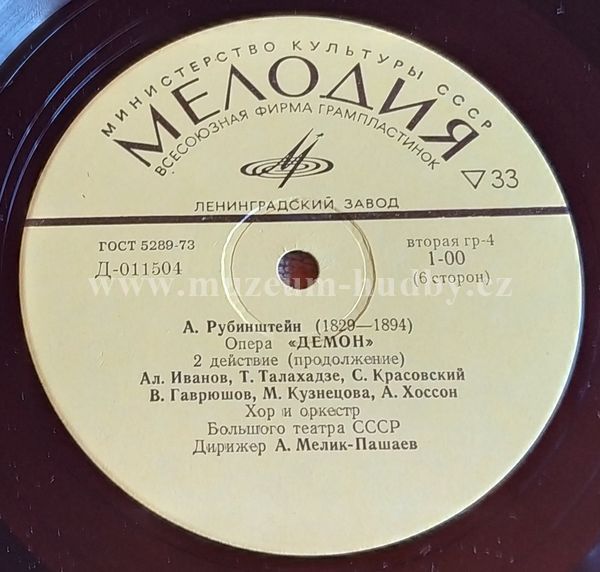 МИНИСТЕРСТВО КУЛЬТУРЫ СССР
МЕЛОДИЯ
ВСЕСОЮЗНАЯ ФИРМА ГРАМПЛАСТИНОК
▽33
ЛЕНИНГРАДСКИЙ ЗАВОД
ГОСТ 5289-73
Д-011504
вторая гр-4
1-00
(6 сторон)
www.muzeum-hudby.cz
А. Рубинштейн (1829—1894)
Опера «ДЕМОН»
2 действие (продолжение)
Ал. Иванов, Т. Талахадзе, С. Красовский
В. Гаврюшов, М. Кузнецова, А. Хоссон
Хор и оркестр
Большого театра СССР
Дирижер А. Мелик-Пашаев